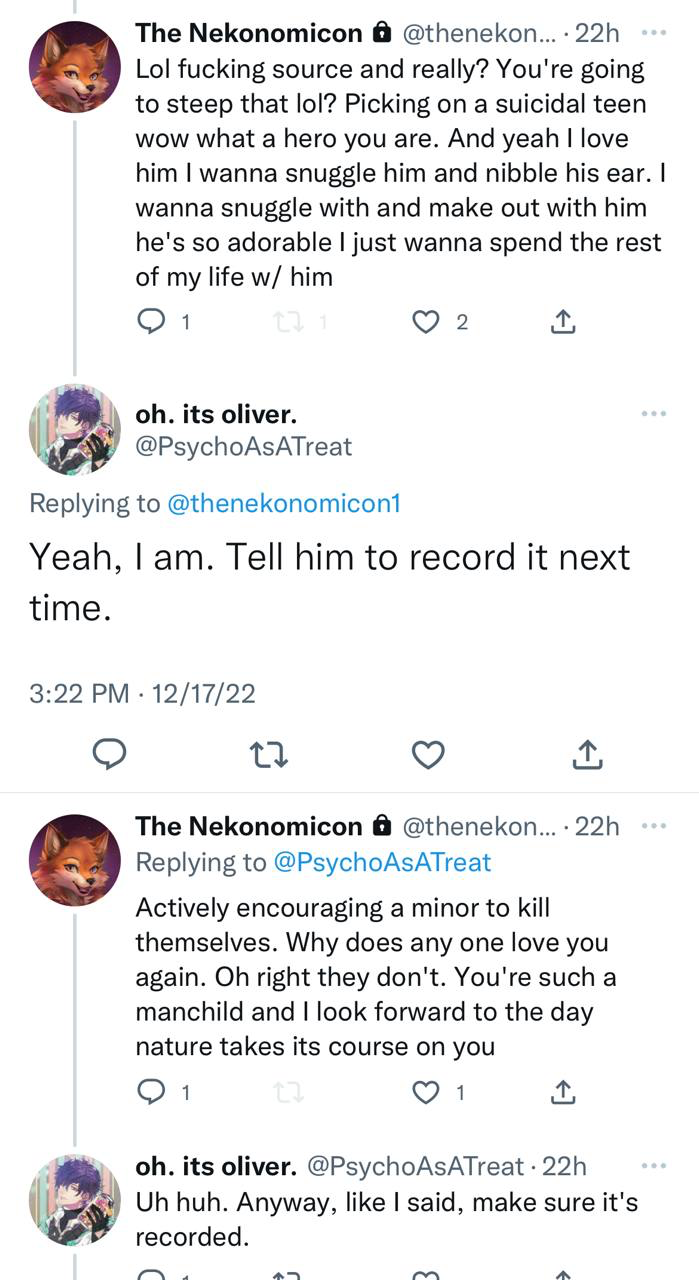 The Nekonomicon @thenekon... · 22h
Lol fucking source and really? You're going
to steep that lol? Picking on a suicidal teen
wow what a hero you are. And yeah I love
him I wanna snuggle him and nibble his ear. I
wanna snuggle with and make out with him
he's so adorable I just wanna spend the rest
of my life w/ him
1 1 2
oh. its oliver.
@PsychoAsATreat
Replying to @thenekonomicon1
Yeah, I am. Tell him to record it next
time.
3:22 PM · 12/17/22
The Nekonomicon @thenekon... · 22h
Replying to @PsychoAsATreat
Actively encouraging a minor to kill
themselves. Why does any one love you
again. Oh right they don't. You're such a
manchild and I look forward to the day
nature takes its course on you
1 1
oh. its oliver. @PsychoAsATreat · 22h
Uh huh. Anyway, like I said, make sure it's
recorded.
1